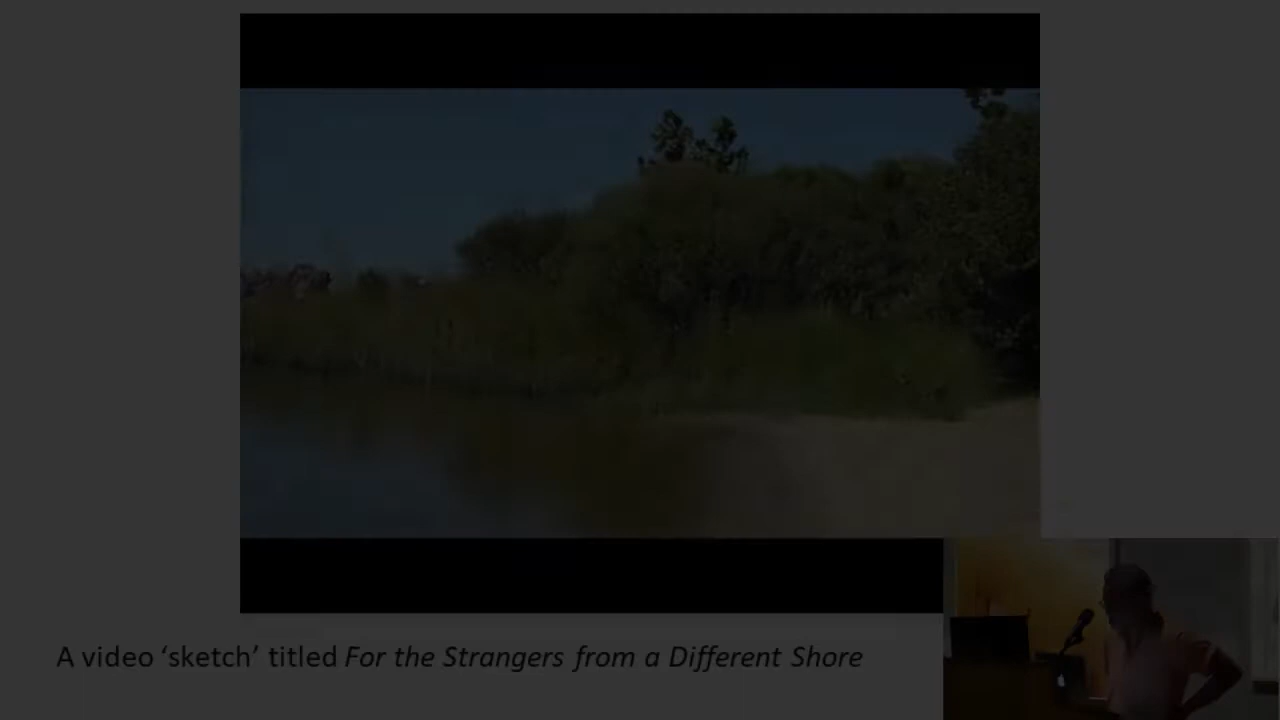 A video ‘sketch’ titled For the Strangers from a Different Shore